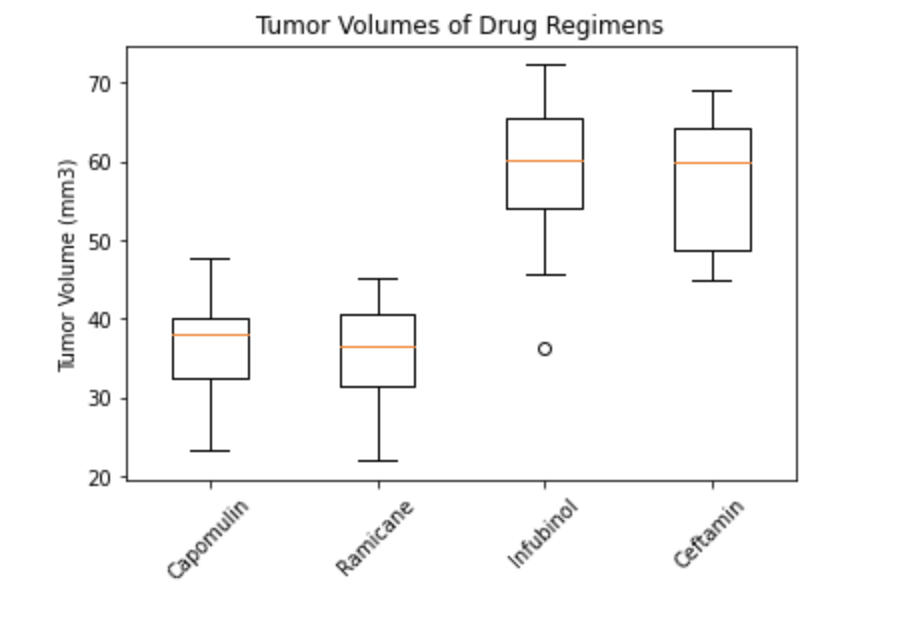 Tumor Volumes of Drug Regimens
Tumor Volume (mm3)
70
60
50
40
30
20
Capomulin
Ramicane
Infubinol
Ceftamin